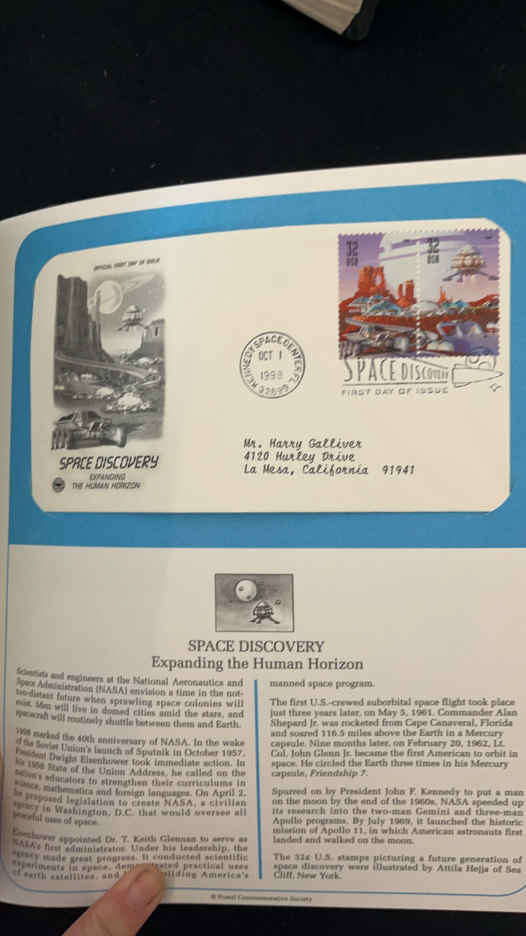 OFFICIAL FIRST DAY OF ISSUE
32
USA
32
USA
KENNEDY SPACE CENTER, FL
OCT 1
1998
32899
SPACE DISCOVERY
FIRST DAY OF ISSUE
Mr. Harry Galliver
4120 Hurley Drive
La Mesa, California 91941
SPACE DISCOVERY
EXPANDING
THE HUMAN HORIZON
SPACE DISCOVERY
Expanding the Human Horizon
Scientists and engineers at the National Aeronautics and
Space Administration (NASA) envision a time in the not-
too-distant future when sprawling space colonies will
exist. Men will live in domed cities amid the stars, and
spacecraft will routinely shuttle between them and Earth.
1998 marked the 40th anniversary of NASA. In the wake
of the Soviet Union's launch of Sputnik in October 1957,
President Dwight Eisenhower took immediate action. In
his 1958 State of the Union Address, he called on the
nation's educators to strengthen their curriculums in
science, mathematics and foreign languages. On April 2,
he proposed legislation to create NASA, a civilian
agency in Washington, D.C. that would oversee all
peaceful uses of space.
Eisenhower appointed Dr. T. Keith Glennan to serve as
NASA's first administrator. Under his leadership, the
agency made great progress. It conducted scientific
experiments in space, practical uses
of earth satellites, and building America's
manned space program.
The first U.S.-crewed suborbital space flight took place
just three years later, on May 5, 1961. Commander Alan
Shepard Jr. was rocketed from Cape Canaveral, Florida
and soared 116.5 miles above the Earth in a Mercury
capsule. Nine months later, on February 20, 1962, Lt.
Col. John Glenn Jr. became the first American to orbit in
space. He circled the Earth three times in his Mercury
capsule, Friendship 7.
Spurred on by President John F. Kennedy to put a man
on the moon by the end of the 1960s, NASA speeded up
its research into the two-man Gemini and three-man
Apollo programs. By July 1969, it launched the historic
mission of Apollo 11, in which American astronauts first
landed and walked on the moon.
The 32¢ U.S. stamps picturing a future generation of
space discovery were illustrated by Attila Hejja of Sea
Cliff, New York.
© Postal Commemorative Society